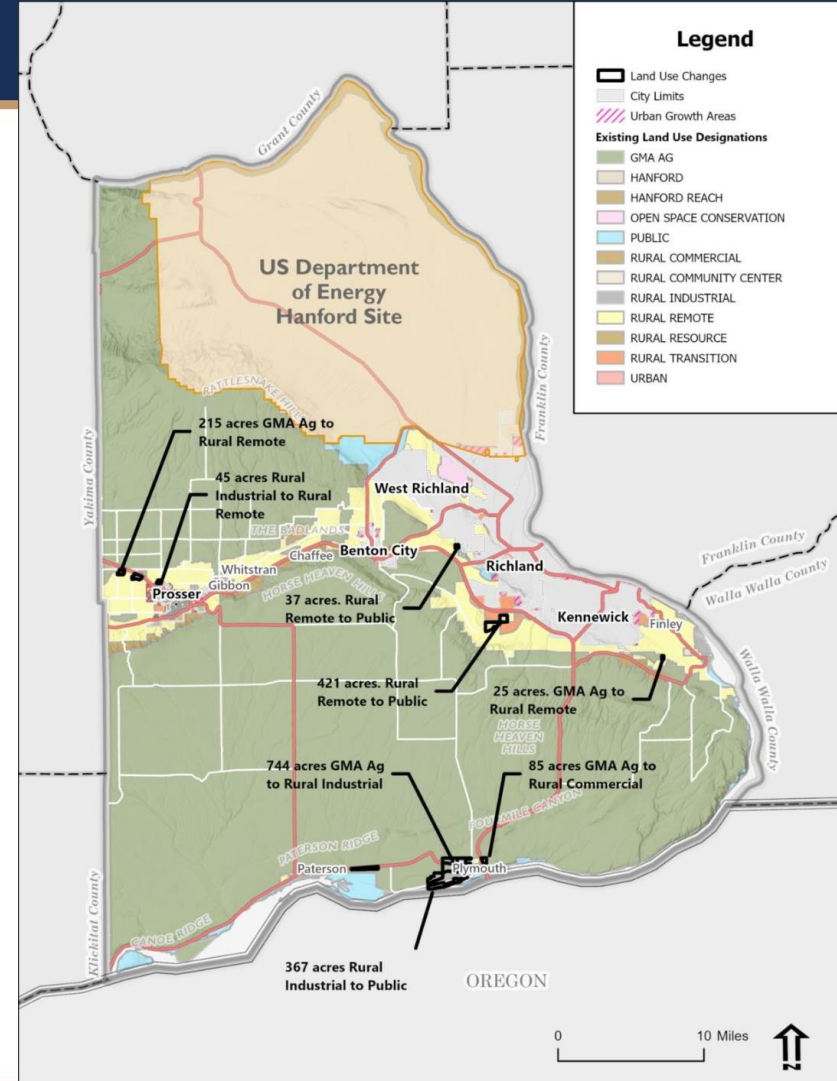 Legend
Land Use Changes
City Limits
Urban Growth Areas
Existing Land Use Designations
GMA AG
HANFORD
HANFORD REACH
OPEN SPACE CONSERVATION
PUBLIC
RURAL COMMERCIAL
RURAL COMMUNITY CENTER
RURAL INDUSTRIAL
RURAL REMOTE
RURAL RESOURCE
RURAL TRANSITION
URBAN
Grant County
US Department
of Energy
Hanford Site
Franklin County
RATTLESNAKE HILLS
215 acres GMA Ag to
Rural Remote
Yakima County
45 acres Rural
Industrial to Rural
Remote
West Richland
THE BADLANDS
Chaffee
Benton City
Whitstran
Gibbon
Prosser
HORSE HEAVEN HILLS
Richland
Franklin County
Walla Walla County
37 acres. Rural
Remote to Public
Kennewick
Finley
421 acres. Rural
Remote to Public
25 acres. GMA Ag to
Rural Remote
Walla Walla County
HORSE
HEAVEN
HILLS
744 acres GMA Ag
to Rural Industrial
85 acres GMA Ag to
Rural Commercial
FOURMILE CANYON
PATERSON RIDGE
Paterson
Plymouth
Klickitat County
CANOE RIDGE
367 acres Rural
Industrial to Public
OREGON
0 10 Miles
N